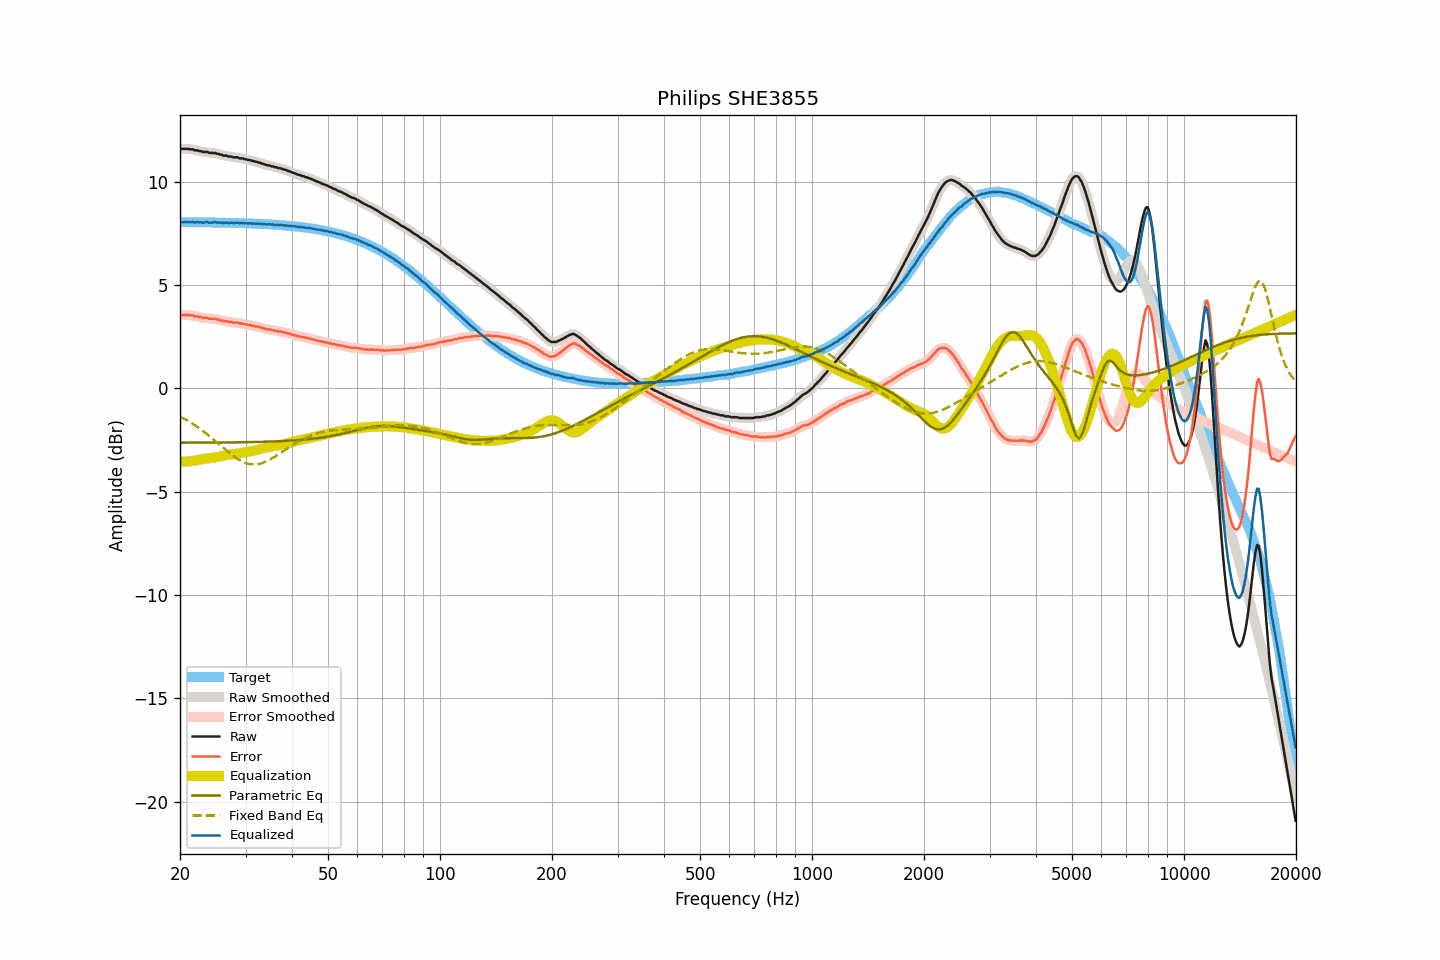 Philips SHE3855
10
5
0
−5
−10
−15
−20
Amplitude (dBr)
Target
Raw Smoothed
Error Smoothed
Raw
Error
Equalization
Parametric Eq
Fixed Band Eq
Equalized
20 50 100 200 500 1000 2000 5000 10000 20000
Frequency (Hz)